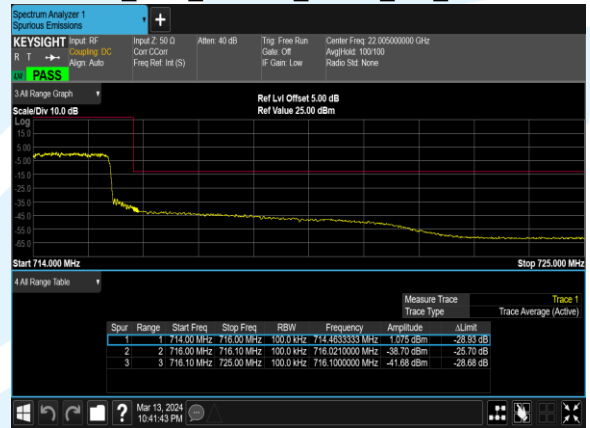 Spectrum Analyzer 1
Spurious Emissions
KEYSIGHT Input: RF Input Z: 50 Ω Atten: 40 dB Trig: Free Run Center Freq: 22.005000000 GHz
R T Coupling: DC Corr CCorr Gate: Off Avg|Hold: 100/100
Align: Auto Freq Ref: Int (S) IF Gain: Low Radio Std: None
PASS
3 All Range Graph
Ref Lvl Offset 5.00 dB
Scale/Div 10.0 dB Ref Value 25.00 dBm
Log
15.0
5.00
-5.00
-15.0
-25.0
-35.0
-45.0
-55.0
-65.0
Start 714.000 MHz Stop 725.000 MHz
4 All Range Table
Measure Trace Trace 1
Trace Type Trace Average (Active)
Spur Range Start Freq Stop Freq RBW Frequency Amplitude ΔLimit
1 1 714.00 MHz 716.00 MHz 100.0 kHz 714.4633333 MHz 1.075 dBm -28.93 dB
2 2 716.00 MHz 716.10 MHz 100.0 kHz 716.0210000 MHz -38.70 dBm -25.70 dB
3 3 716.10 MHz 725.00 MHz 100.0 kHz 716.1000000 MHz -41.68 dBm -28.68 dB
Mar 13, 2024
10:41:43 PM